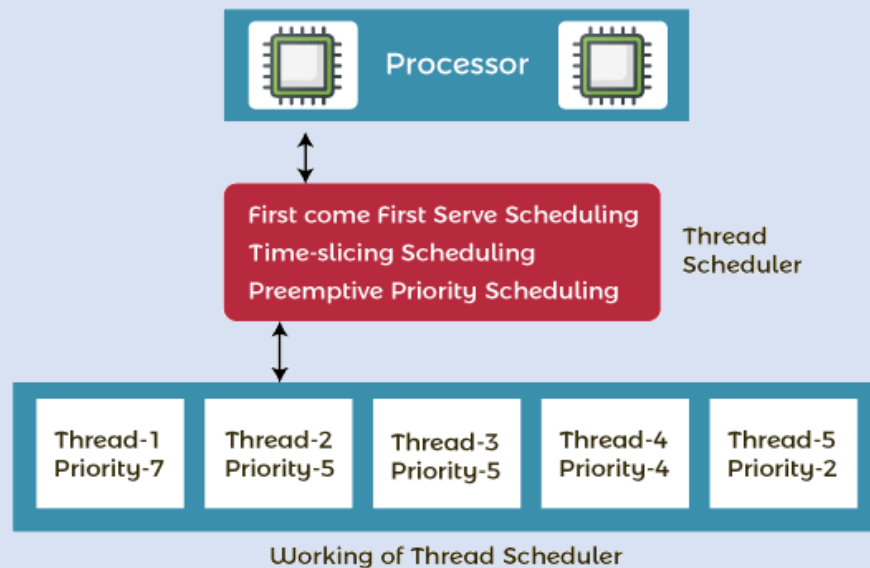 Processor
First come First Serve Scheduling
Time-slicing Scheduling
Preemptive Priority Scheduling
Thread
Scheduler
Thread-1
Priority-7
Thread-2
Priority-5
Thread-3
Priority-5
Thread-4
Priority-4
Thread-5
Priority-2
Working of Thread Scheduler